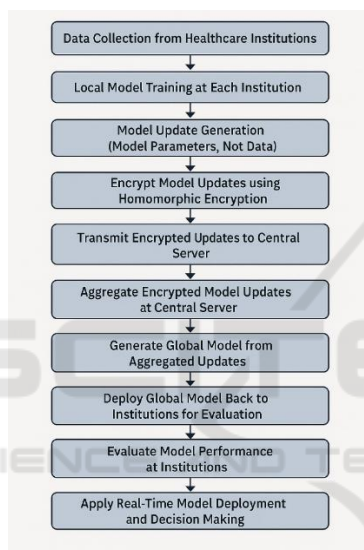 Data Collection from Healthcare Institutions
Local Model Training at Each Institution
Model Update Generation
(Model Parameters, Not Data)
Encrypt Model Updates using
Homomorphic Encryption
Transmit Encrypted Updates to Central
Server
Aggregate Encrypted Model Updates
at Central Server
Generate Global Model from
Aggregated Updates
Deploy Global Model Back to
Institutions for Evaluation
Evaluate Model Performance
at Institutions
Apply Real-Time Model Deployment
and Decision Making